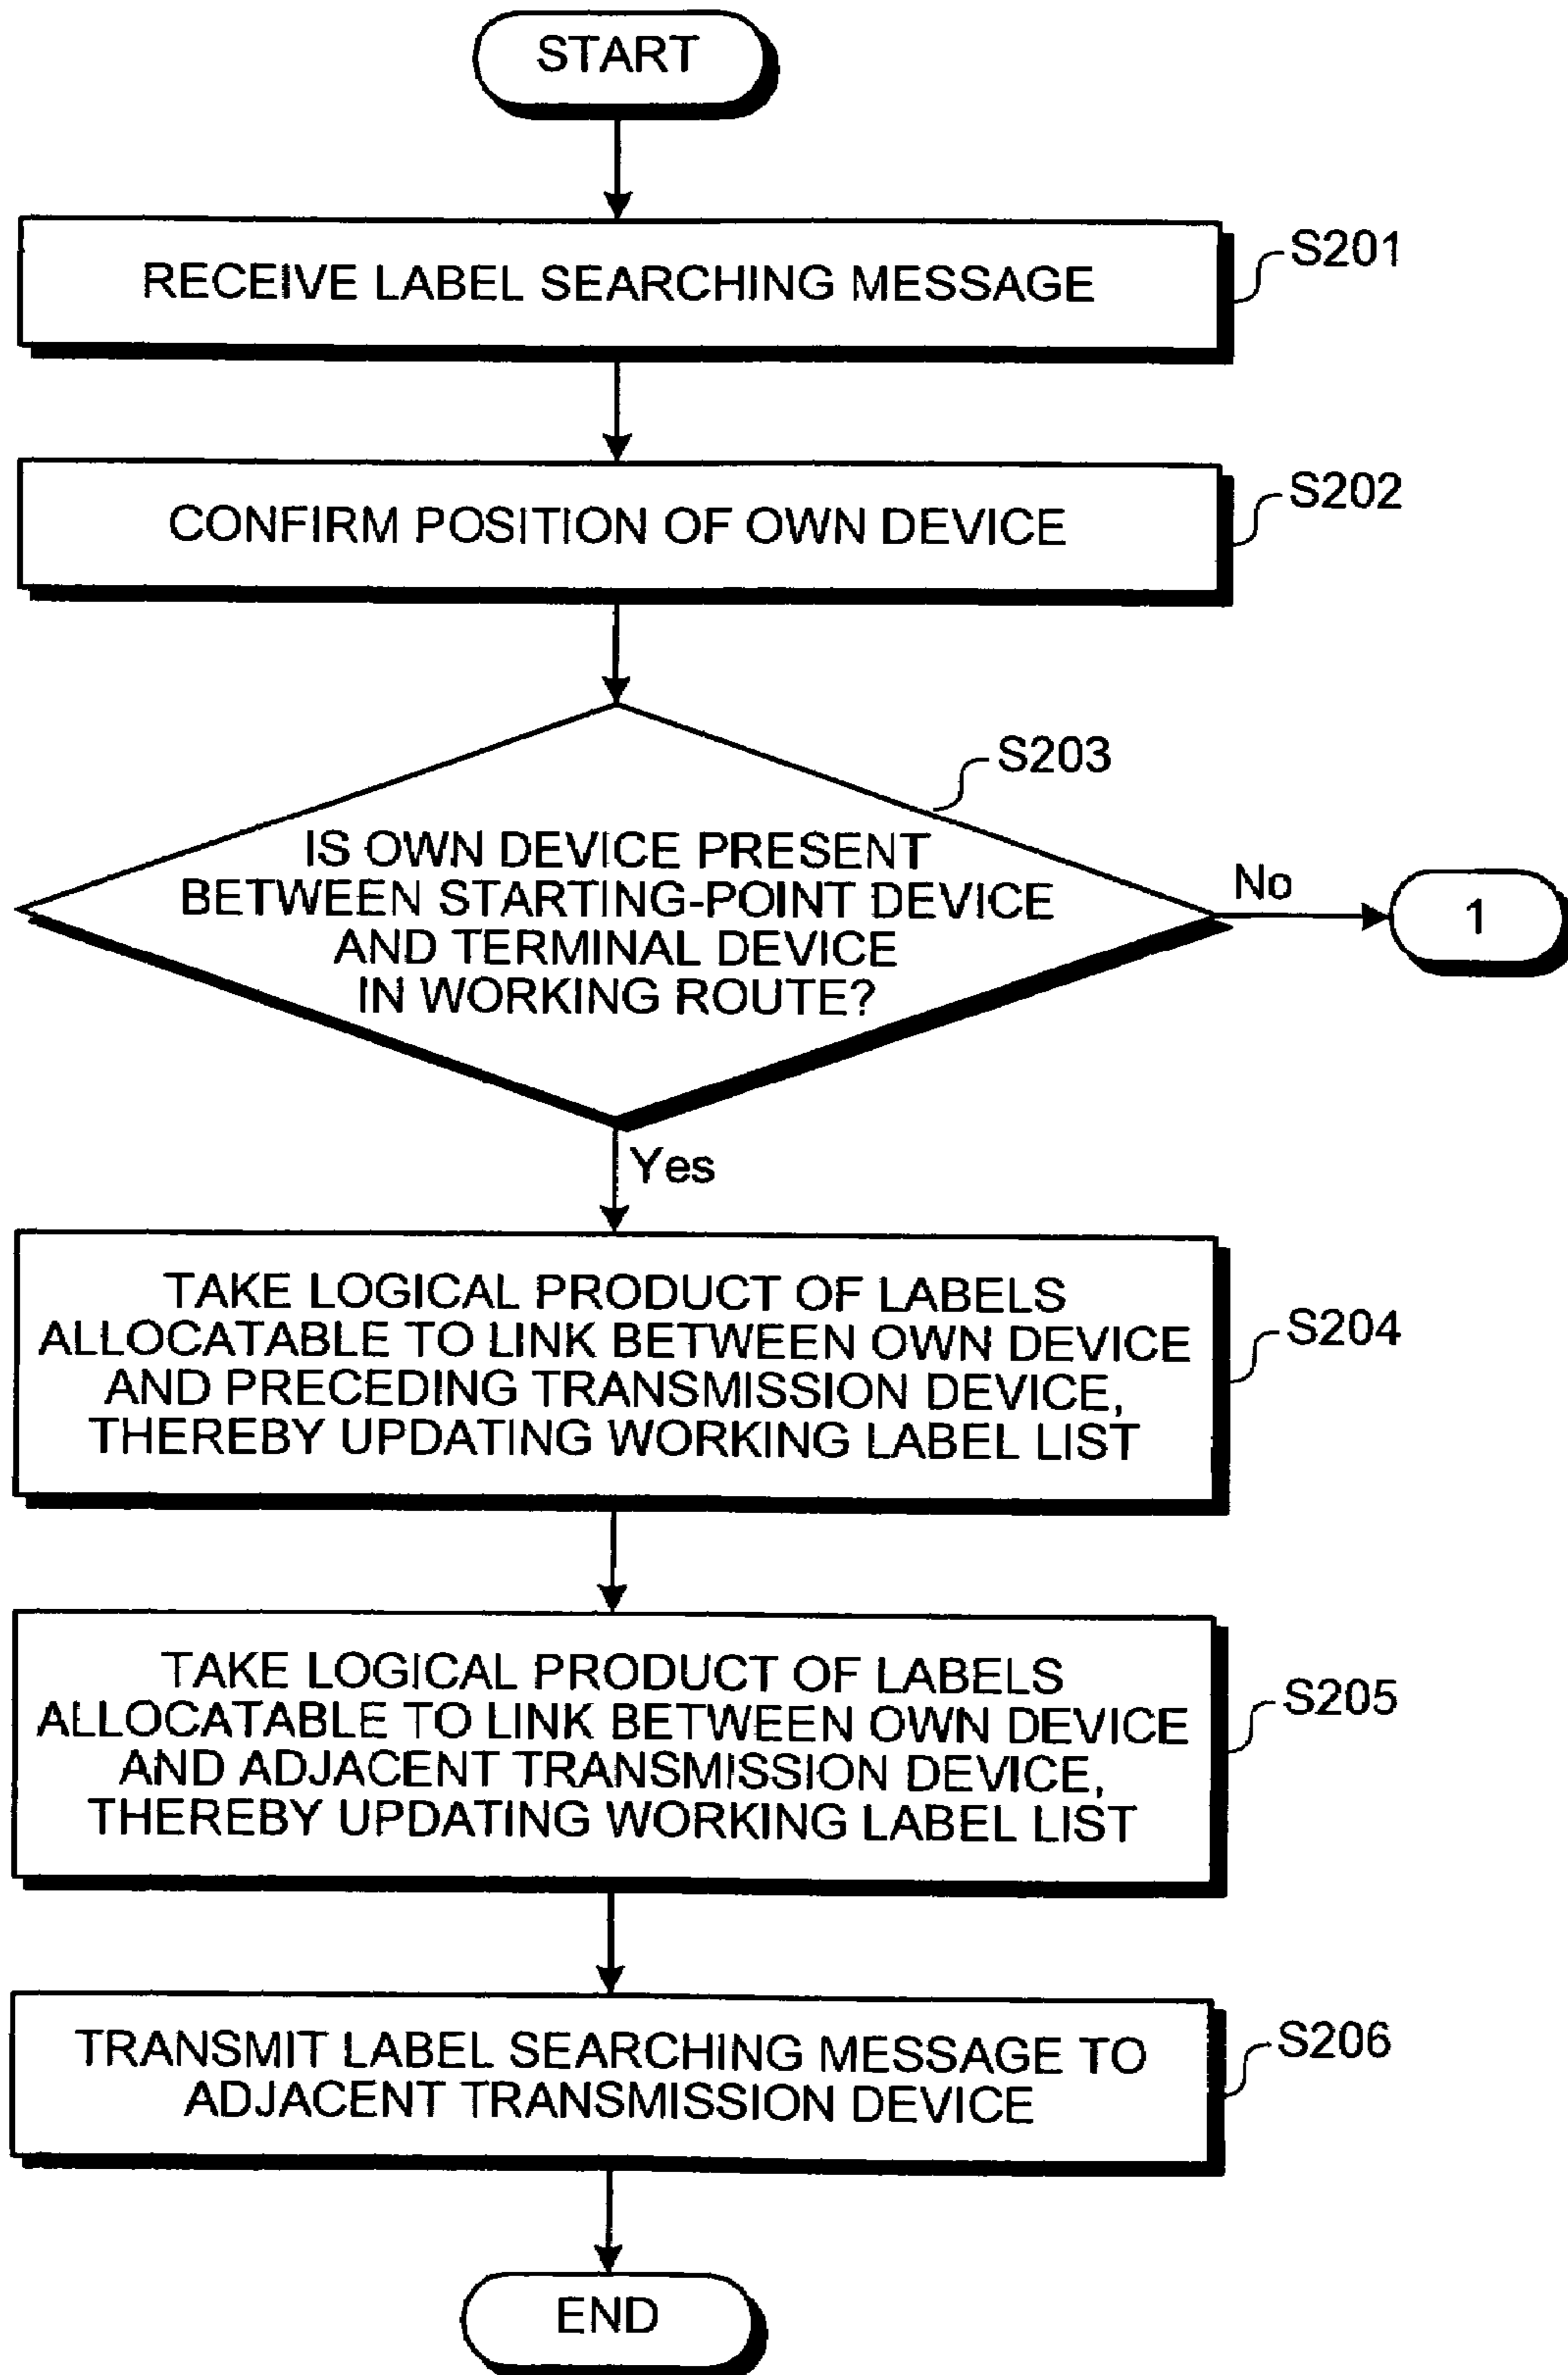 START
RECEIVE LABEL SEARCHING MESSAGE
S201
CONFIRM POSITION OF OWN DEVICE
S202
S203
IS OWN DEVICE PRESENT
BETWEEN STARTING-POINT DEVICE
AND TERMINAL DEVICE
IN WORKING ROUTE?
No
1
Yes
TAKE LOGICAL PRODUCT OF LABELS
ALLOCATABLE TO LINK BETWEEN OWN DEVICE
AND PRECEDING TRANSMISSION DEVICE,
THEREBY UPDATING WORKING LABEL LIST
S204
TAKE LOGICAL PRODUCT OF LABELS
ALLOCATABLE TO LINK BETWEEN OWN DEVICE
AND ADJACENT TRANSMISSION DEVICE,
THEREBY UPDATING WORKING LABEL LIST
S205
TRANSMIT LABEL SEARCHING MESSAGE TO
ADJACENT TRANSMISSION DEVICE
S206
END